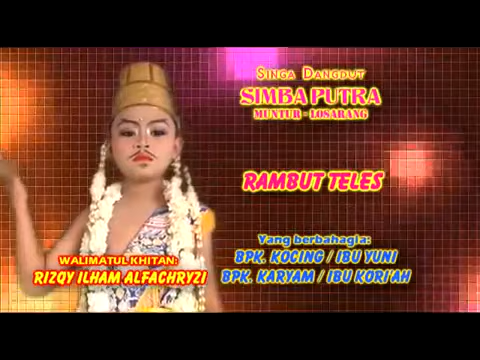 SINGA DANGDUT
SIMBA PUTRA
MUNTUR - LOSARANG
RAMBUT TELES
WALIMATUL KHITAN:
RIZQY ILHAM ALFACHRYZI
Yang berbahagia:
BPK. KOCING / IBU YUNI
BPK. KARYAM / IBU KORI'AH